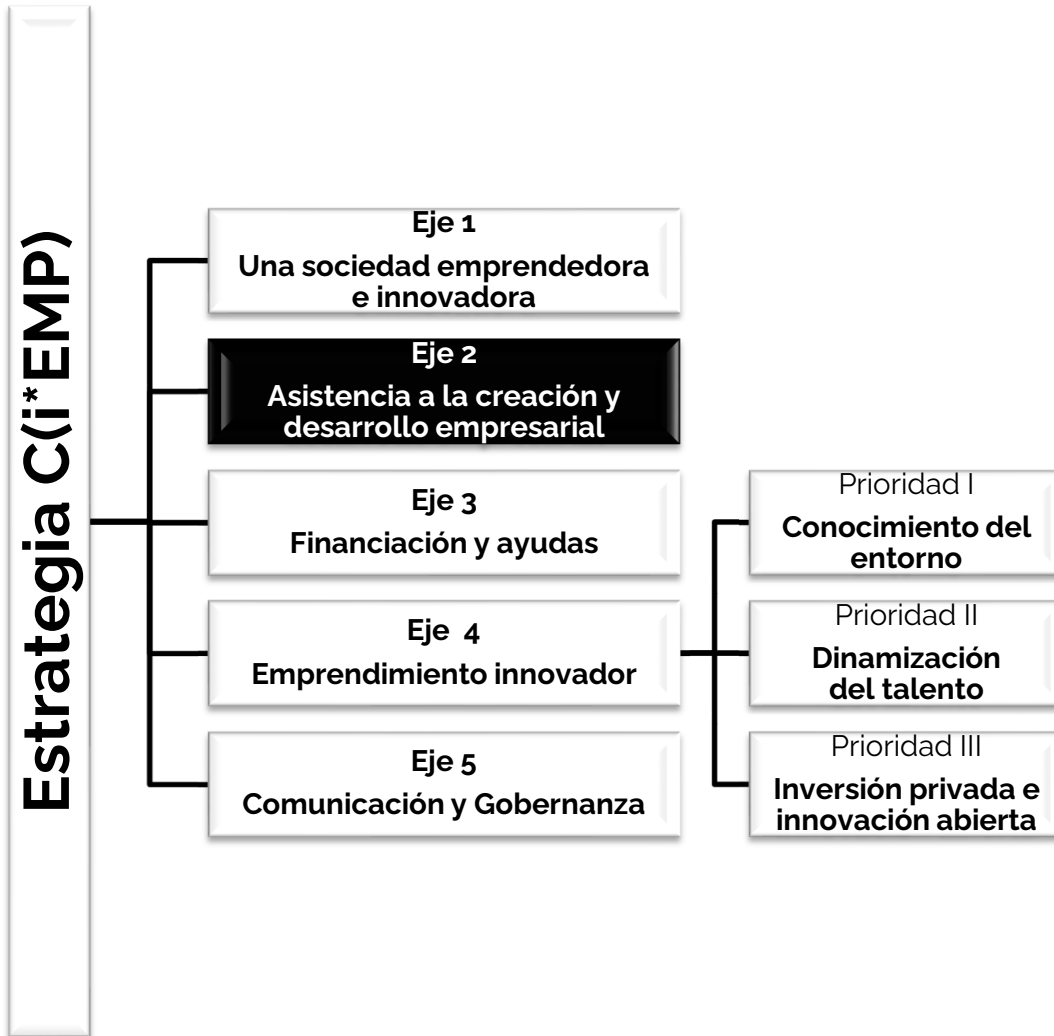 Estrategia C(i*EMP)
Eje 1
Una sociedad emprendedora
e innovadora
Eje 2
Asistencia a la creación y
desarrollo empresarial
Eje 3
Financiación y ayudas
Eje 4
Emprendimiento innovador
Eje 5
Comunicación y Gobernanza
Prioridad I
Conocimiento del
entorno
Prioridad II
Dinamización
del talento
Prioridad III
Inversión privada e
innovación abierta